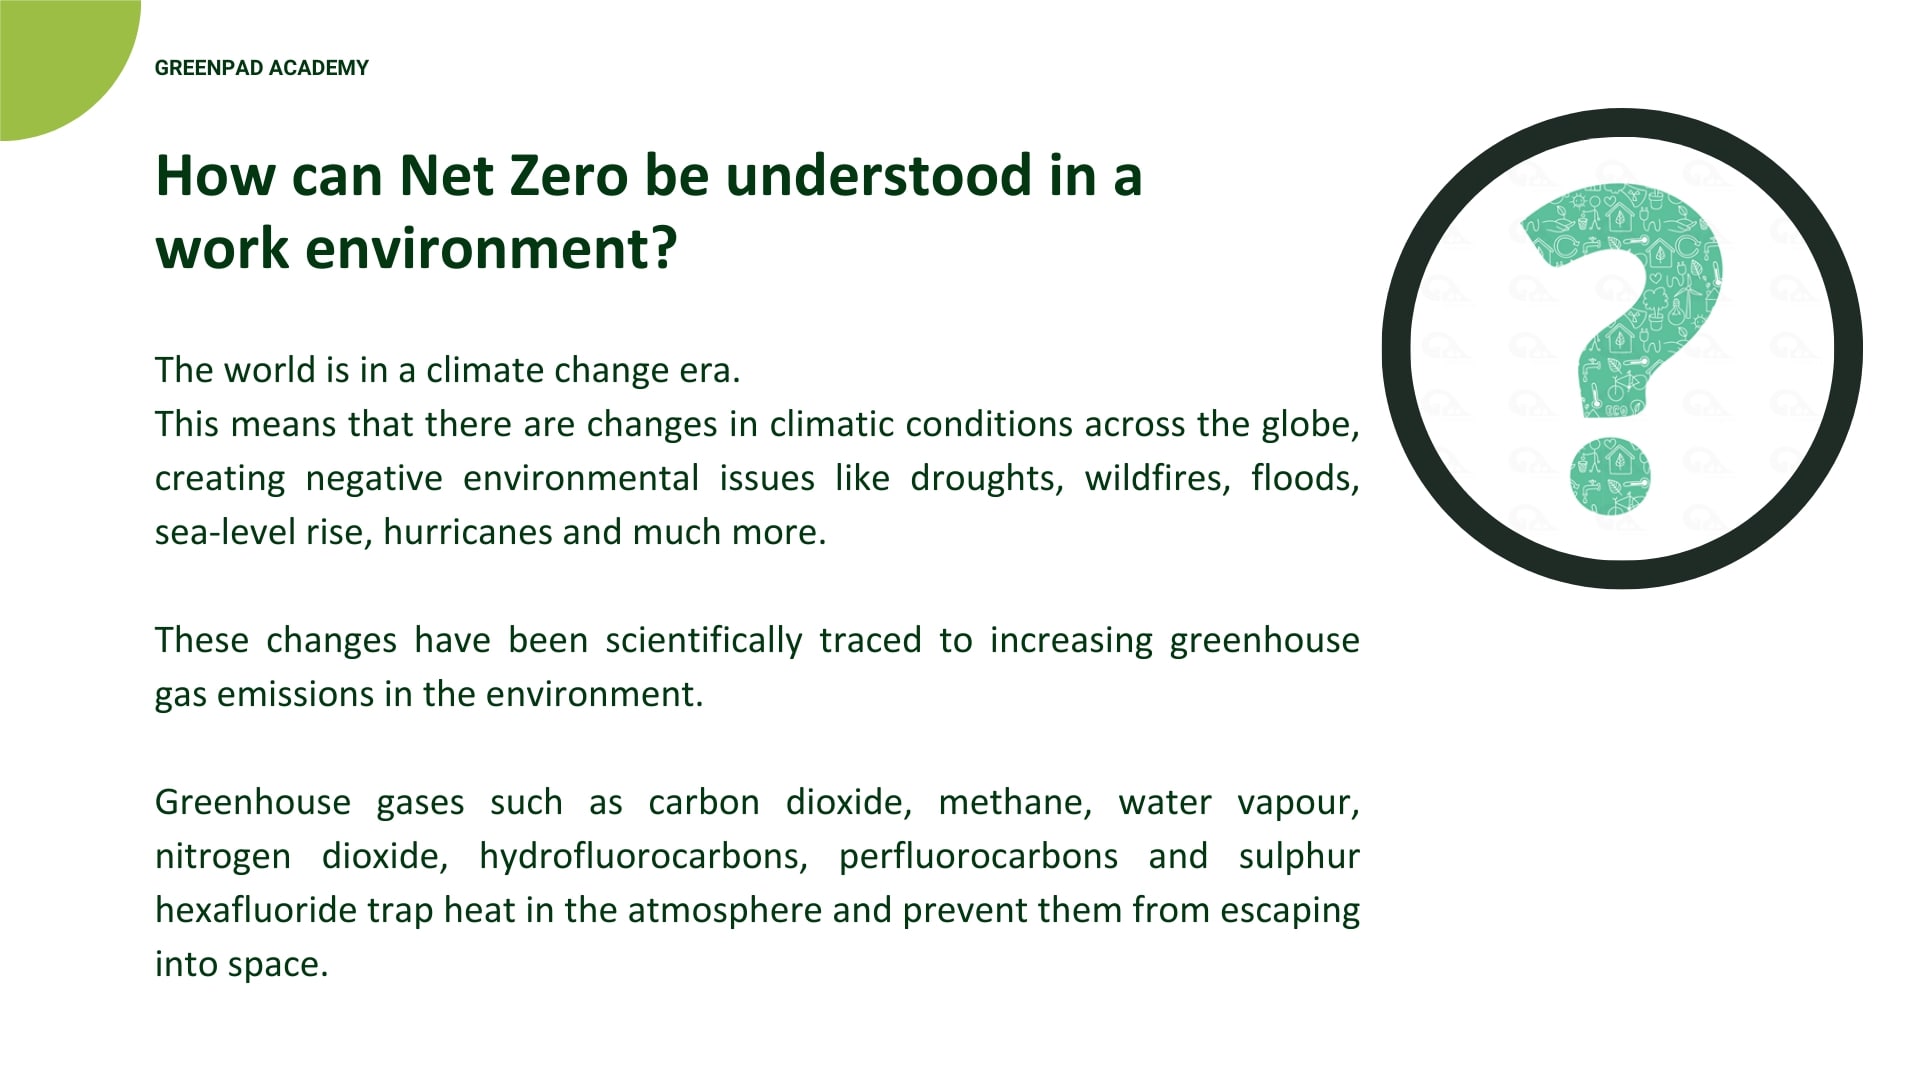 GREENPAD ACADEMY
How can Net Zero be understood in a
work environment?
The world is in a climate change era.
This means that there are changes in climatic conditions across the globe,
creating negative environmental issues like droughts, wildfires, floods,
sea-level rise, hurricanes and much more.
These changes have been scientifically traced to increasing greenhouse
gas emissions in the environment.
Greenhouse gases such as carbon dioxide, methane, water vapour,
nitrogen dioxide, hydrofluorocarbons, perfluorocarbons and sulphur
hexafluoride trap heat in the atmosphere and prevent them from escaping
into space.
ECO